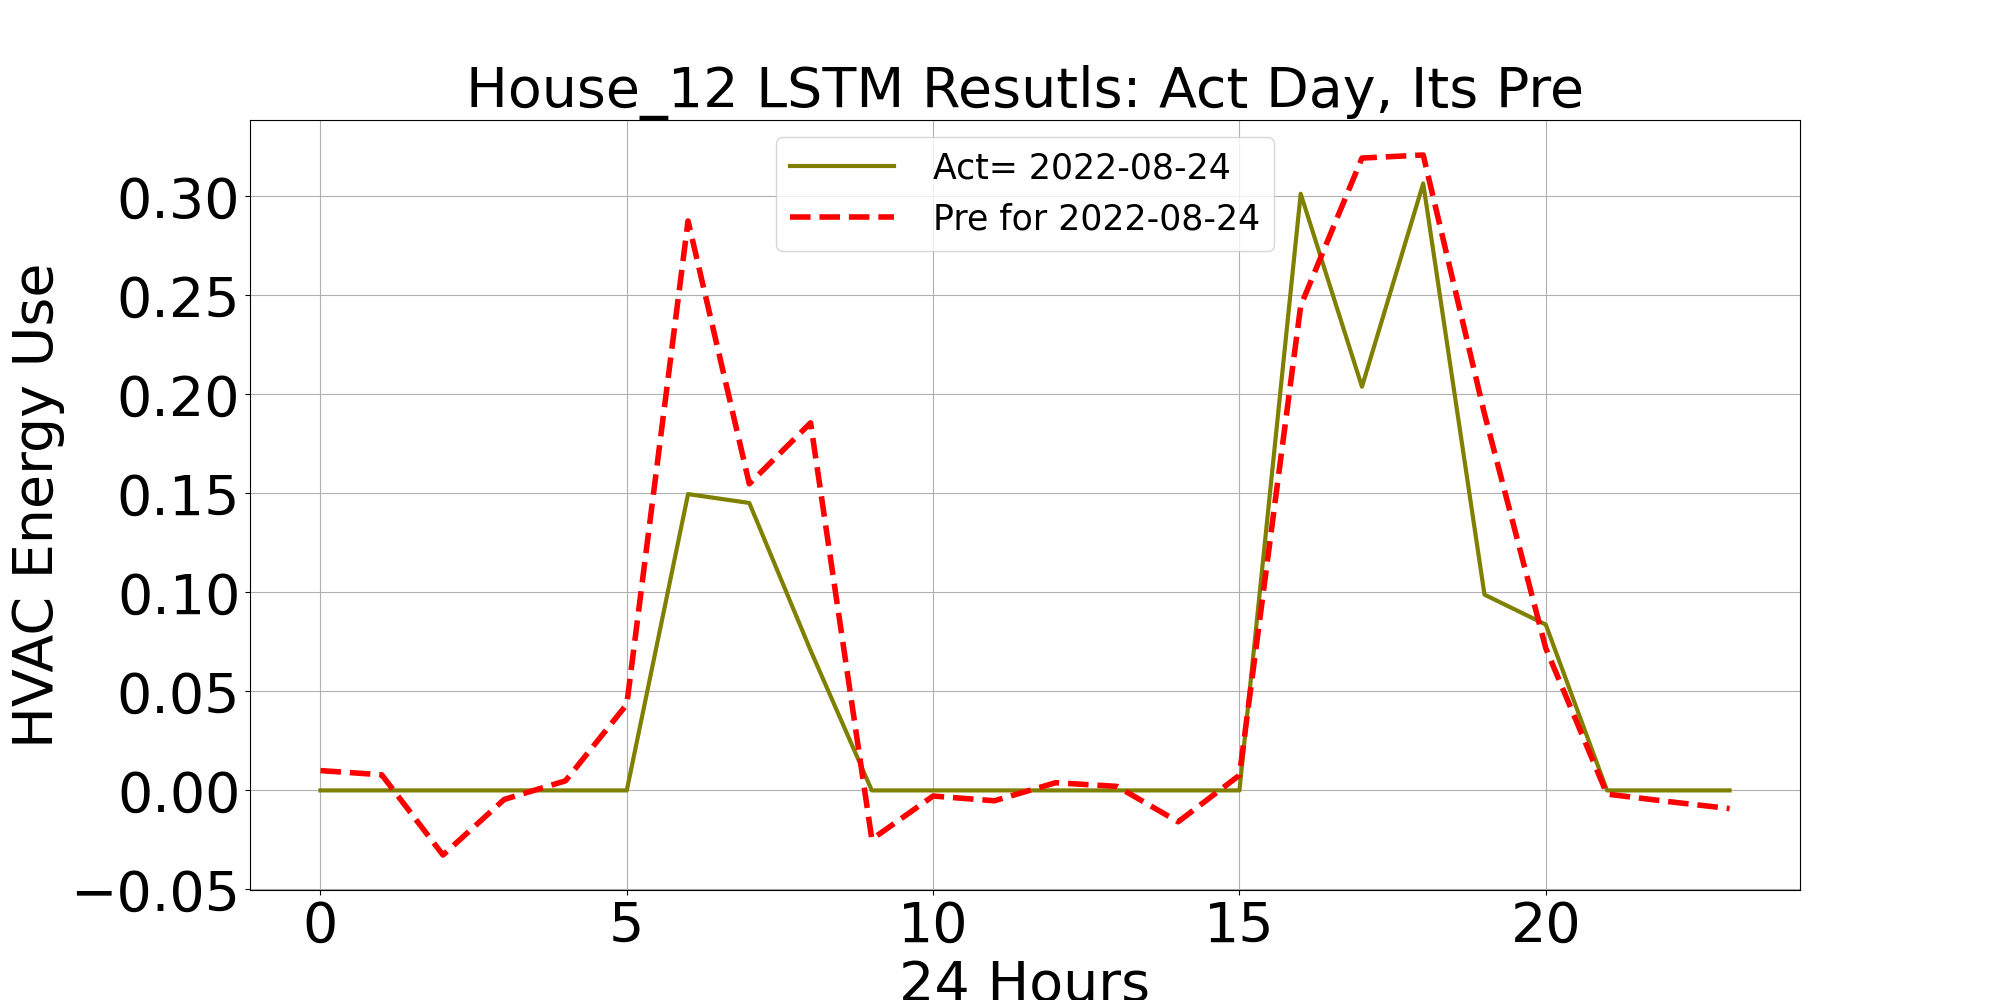 House_12 LSTM Resutls: Act Day, Its Pre
Act= 2022-08-24
Pre for 2022-08-24
HVAC Energy Use
0.30
0.25
0.20
0.15
0.10
0.05
0.00
−0.05
0 5 10 15 20
24 Hours